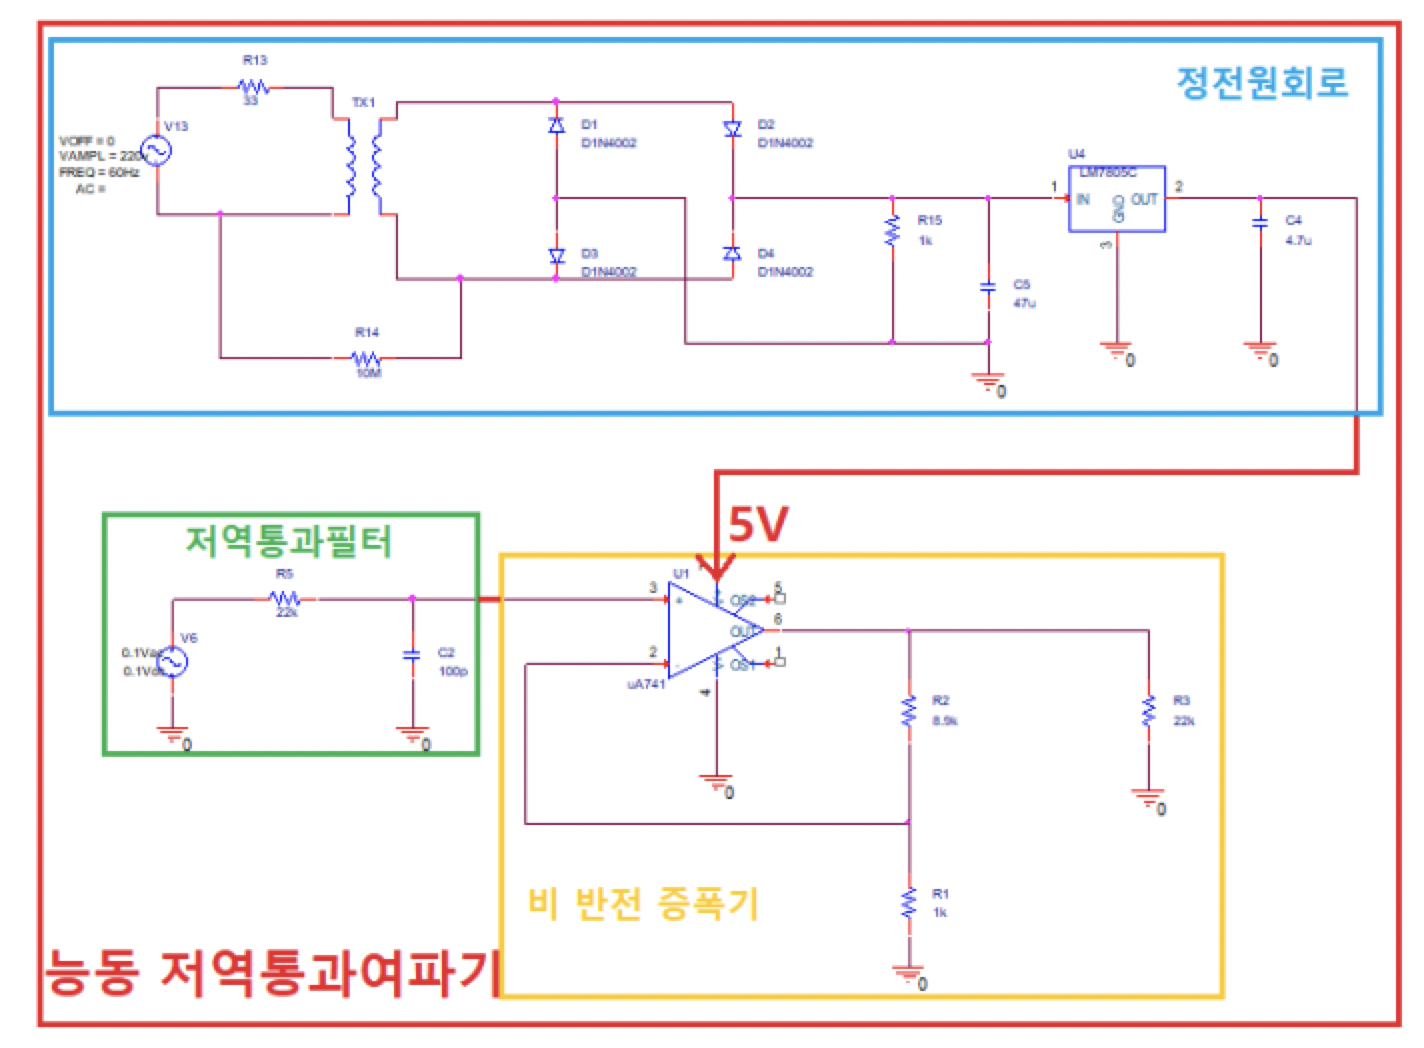 정전원회로
R13
33
TX1
V13
VOFF = 0
VAMPL = 220v
FREQ = 60Hz
AC =
D1
D1N4002
D2
D1N4002
D3
D1N4002
D4
D1N4002
R14
10M
R15
1k
C5
47u
0
U4
LM7805C
1
IN
OUT
2
GND
3
0
C4
4.7u
0
5V
저역통과필터
R5
22k
V6
0.1Vac
0.1Vdc
C2
100p
0
0
U1
3
+
2
-
uA741
OS2
5
OUT
6
OS1
1
4
0
R2
8.9k
R3
22k
0
R1
1k
0
비 반전 증폭기
능동 저역통과여파기